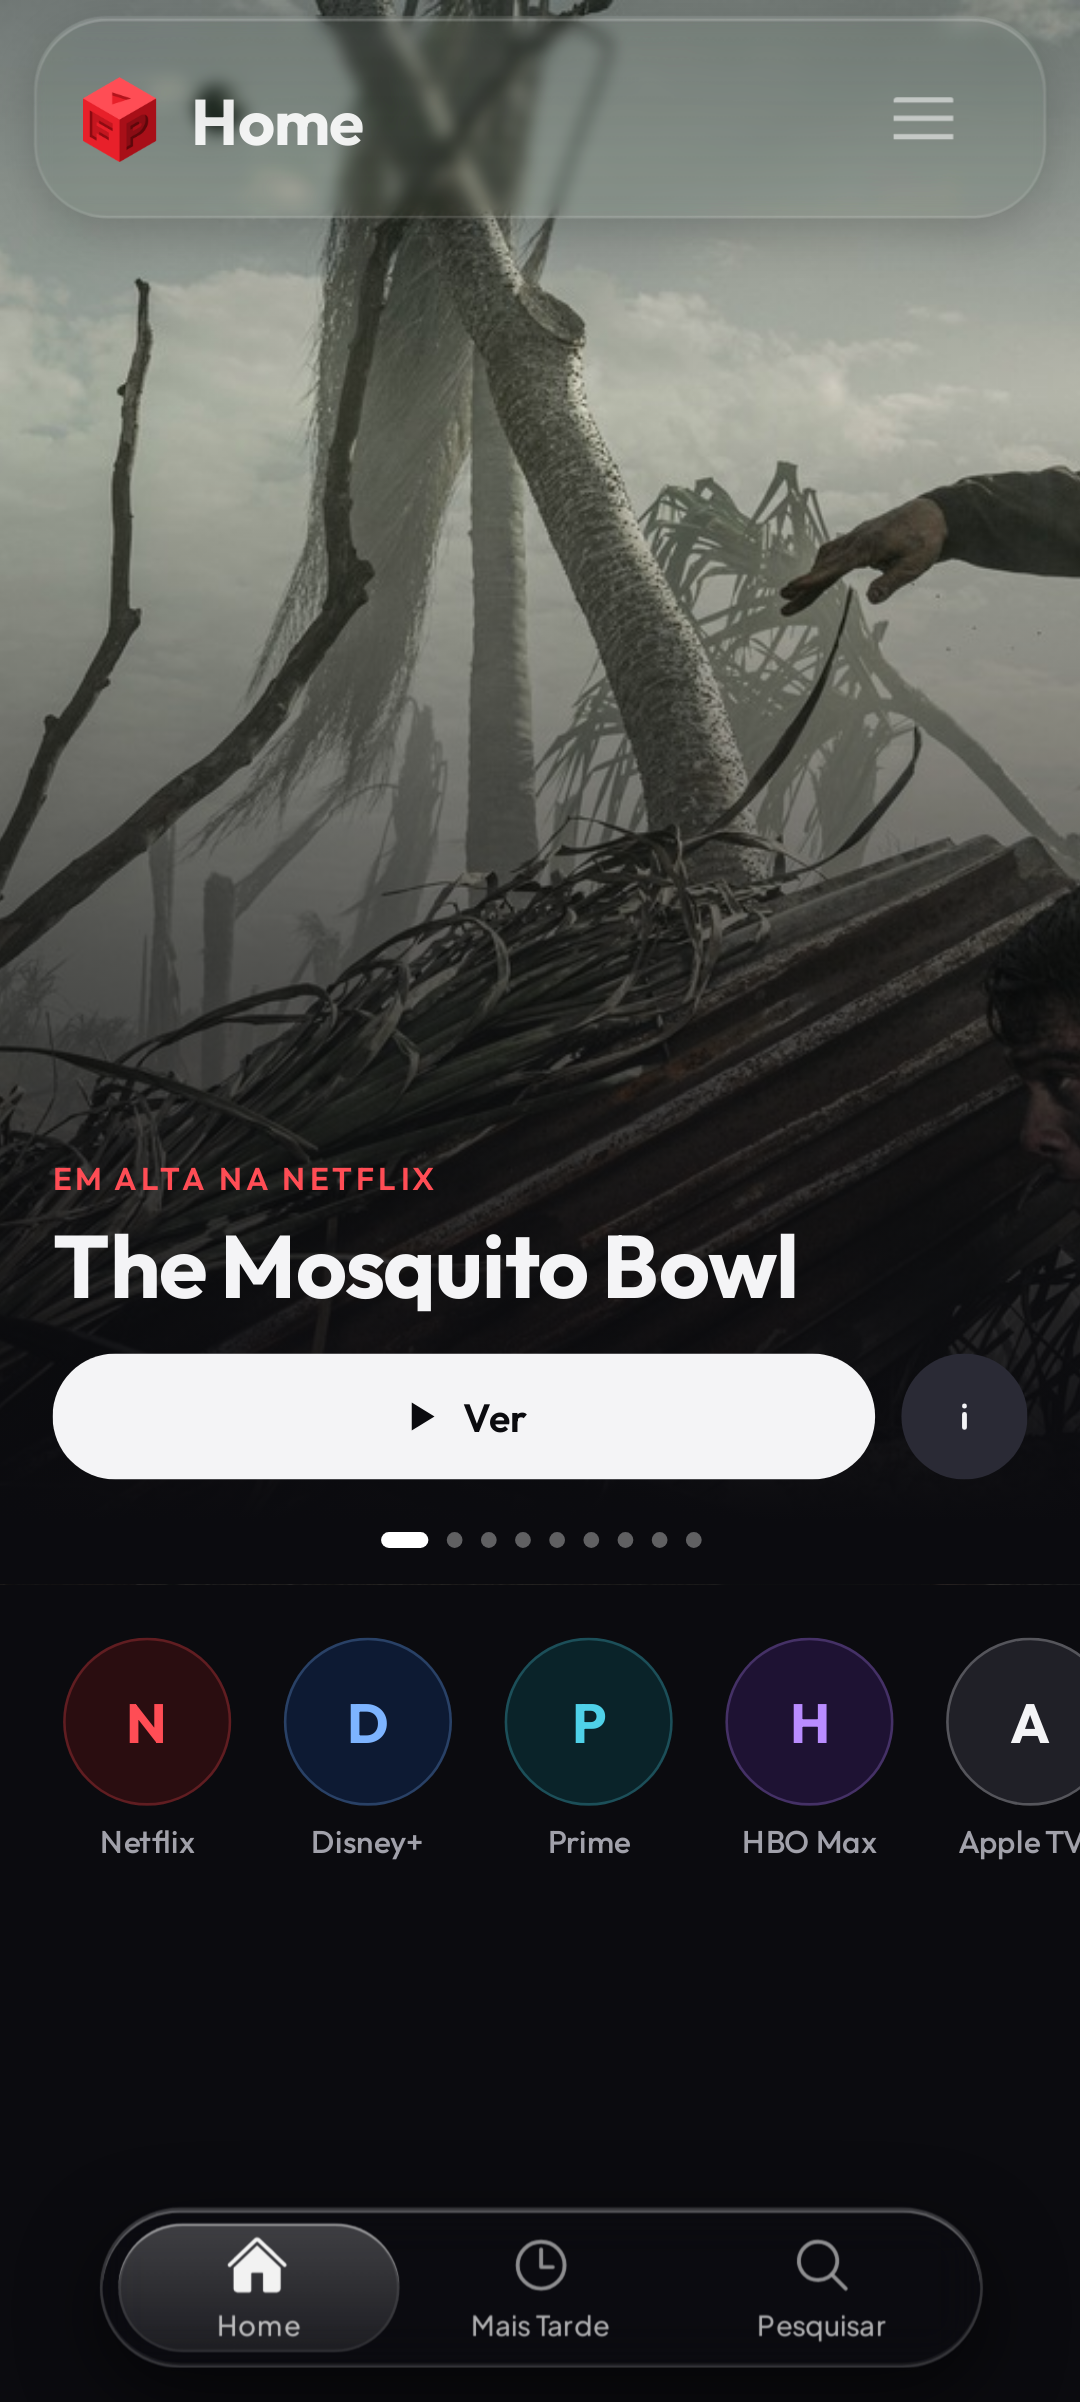 Home
EM ALTA NA NETFLIX
The Mosquito Bowl
Ver
N
D
P
H
A
Netflix
Disney+
Prime
HBO Max
Apple TV
Home
Mais Tarde
Pesquisar